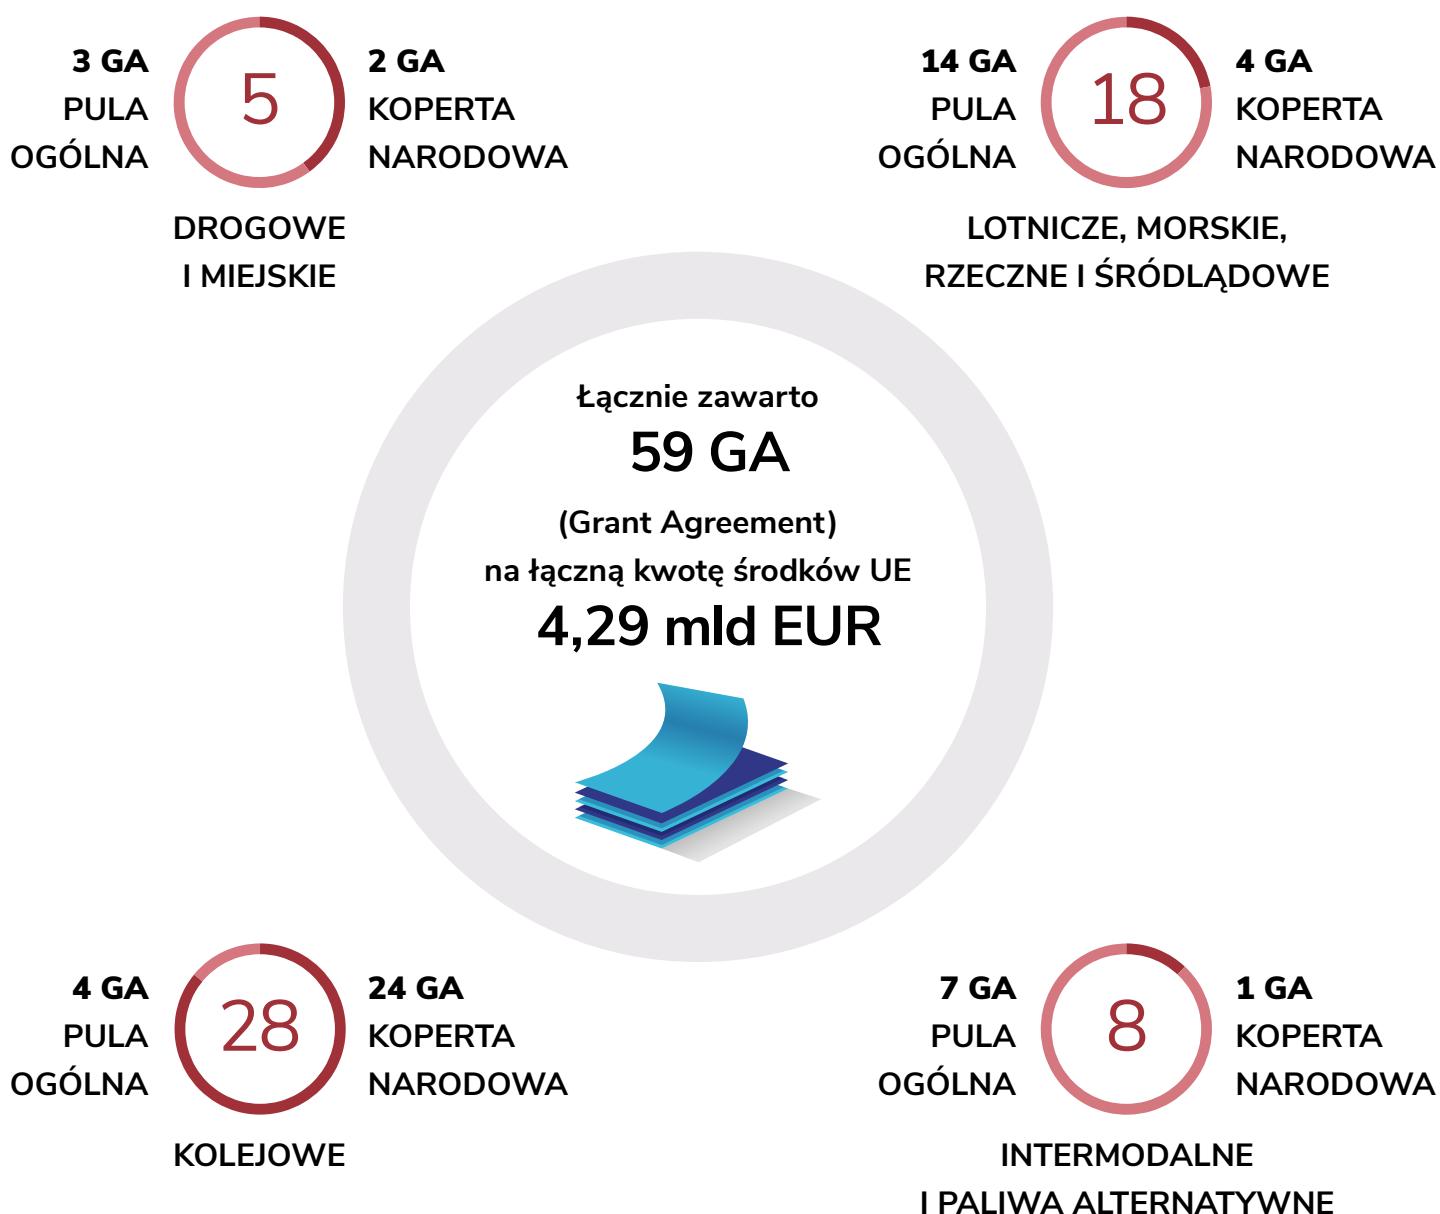 3 GA
PULA
OGÓLNA
5
2 GA
KOPERTA
NARODOWA
DROGOWE
I MIEJSKIE
14 GA
PULA
OGÓLNA
18
4 GA
KOPERTA
NARODOWA
LOTNICZE, MORSKIE,
RZECZNE I ŚRÓDLĄDOWE
Łącznie zawarto
59 GA
(Grant Agreement)
na łączną kwotę środków UE
4,29 mld EUR
4 GA
PULA
OGÓLNA
28
24 GA
KOPERTA
NARODOWA
KOLEJOWE
7 GA
PULA
OGÓLNA
8
1 GA
KOPERTA
NARODOWA
INTERMODALNE
I PALIWA ALTERNATYWNE